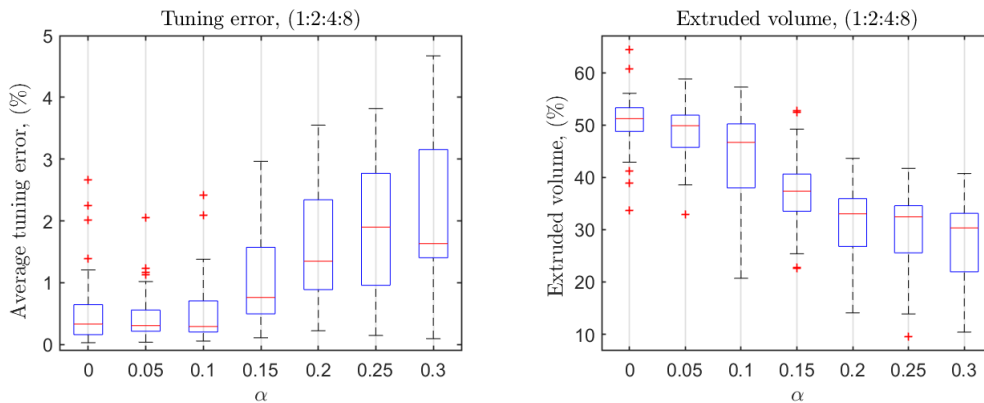 Tuning error, (1:2:4:8)
Average tuning error, (%)
5
4
3
2
1
0
0 0.05 0.1 0.15 0.2 0.25 0.3
α
Extruded volume, (1:2:4:8)
Extruded volume, (%)
60
50
40
30
20
10
0 0.05 0.1 0.15 0.2 0.25 0.3
α